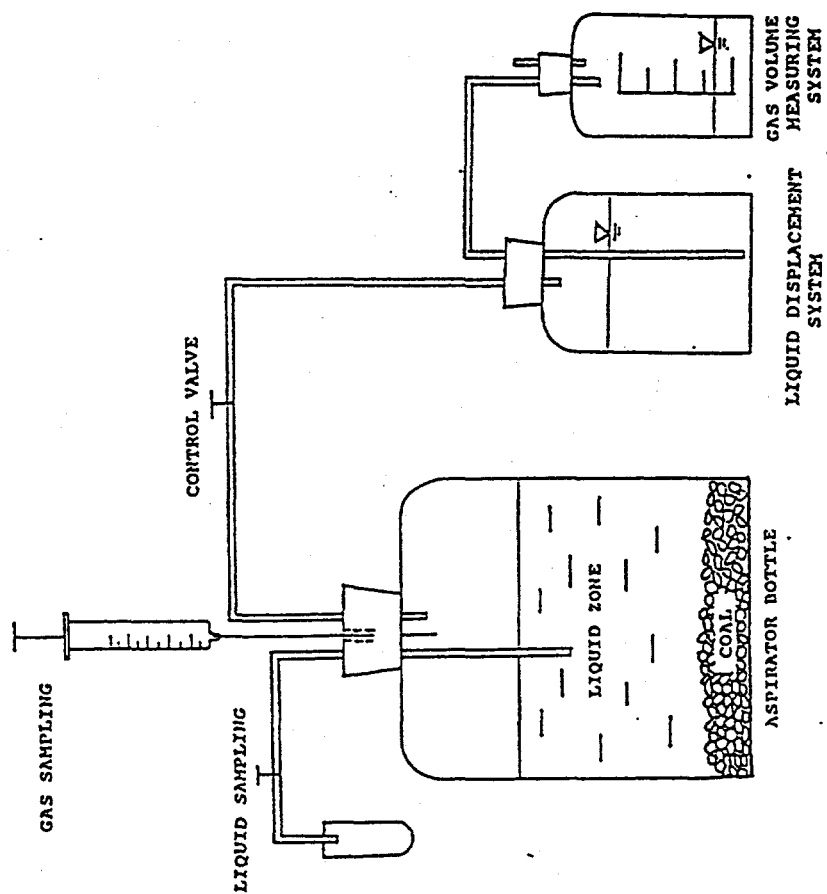 GAS SAMPLING
LIQUID SAMPLING
CONTROL VALVE
LIQUID ZONE
COAL
ASPIRATOR BOTTLE
LIQUID DISPLACEMENT
SYSTEM
GAS VOLUME
MEASURING
SYSTEM